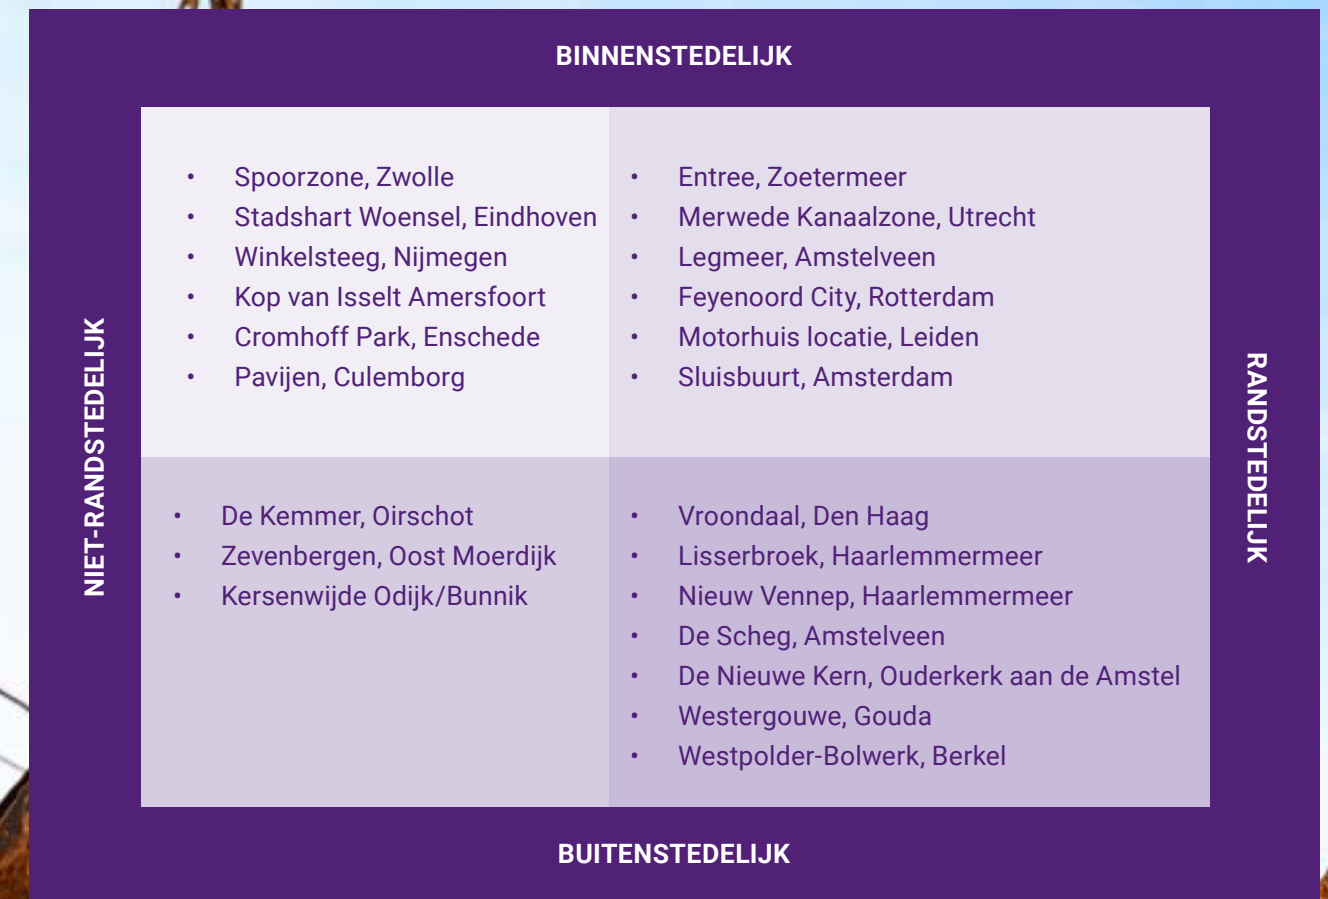 BINNENSTEDELIJK
NIET-RANDSTEDELIJK
• Spoorzone, Zwolle
• Stadshart Woensel, Eindhoven
• Winkelsteeg, Nijmegen
• Kop van Isselt Amersfoort
• Cromhoff Park, Enschede
• Pavijen, Culemborg
• Entree, Zoetermeer
• Merwede Kanaalzone, Utrecht
• Legmeer, Amstelveen
• Feyenoord City, Rotterdam
• Motorhuis locatie, Leiden
• Sluisbuurt, Amsterdam
• De Kemmer, Oirschot
• Zevenbergen, Oost Moerdijk
• Kersenwijde Odijk/Bunnik
• Vroondaal, Den Haag
• Lisserbroek, Haarlemmermeer
• Nieuw Vennep, Haarlemmermeer
• De Scheg, Amstelveen
• De Nieuwe Kern, Ouderkerk aan de Amstel
• Westergouwe, Gouda
• Westpolder-Bolwerk, Berkel
RANDSTEDELIJK
BUITENSTEDELIJK